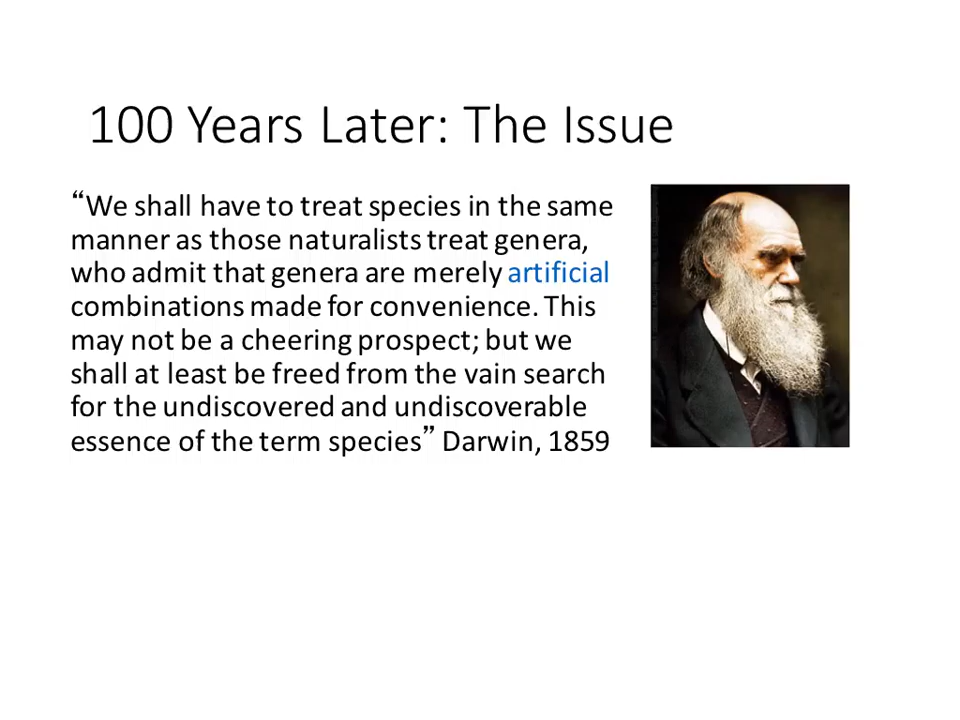 100 Years Later: The Issue
“We shall have to treat species in the same
manner as those naturalists treat genera,
who admit that genera are merely artificial
combinations made for convenience. This
may not be a cheering prospect; but we
shall at least be freed from the vain search
for the undiscovered and undiscoverable
essence of the term species” Darwin, 1859